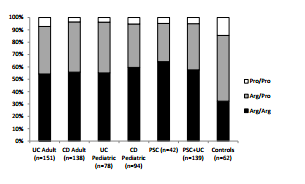 100%
90%
80%
70%
60%
50%
40%
30%
20%
10%
0%
UC Adult CD Adult UC CD PSC (n=42) PSC+UC Controls
(n=151) (n=138) Pediatric Pediatric (n=139) (n=62)
(n=78) (n=94)
Pro/Pro
Arg/Pro
Arg/Arg